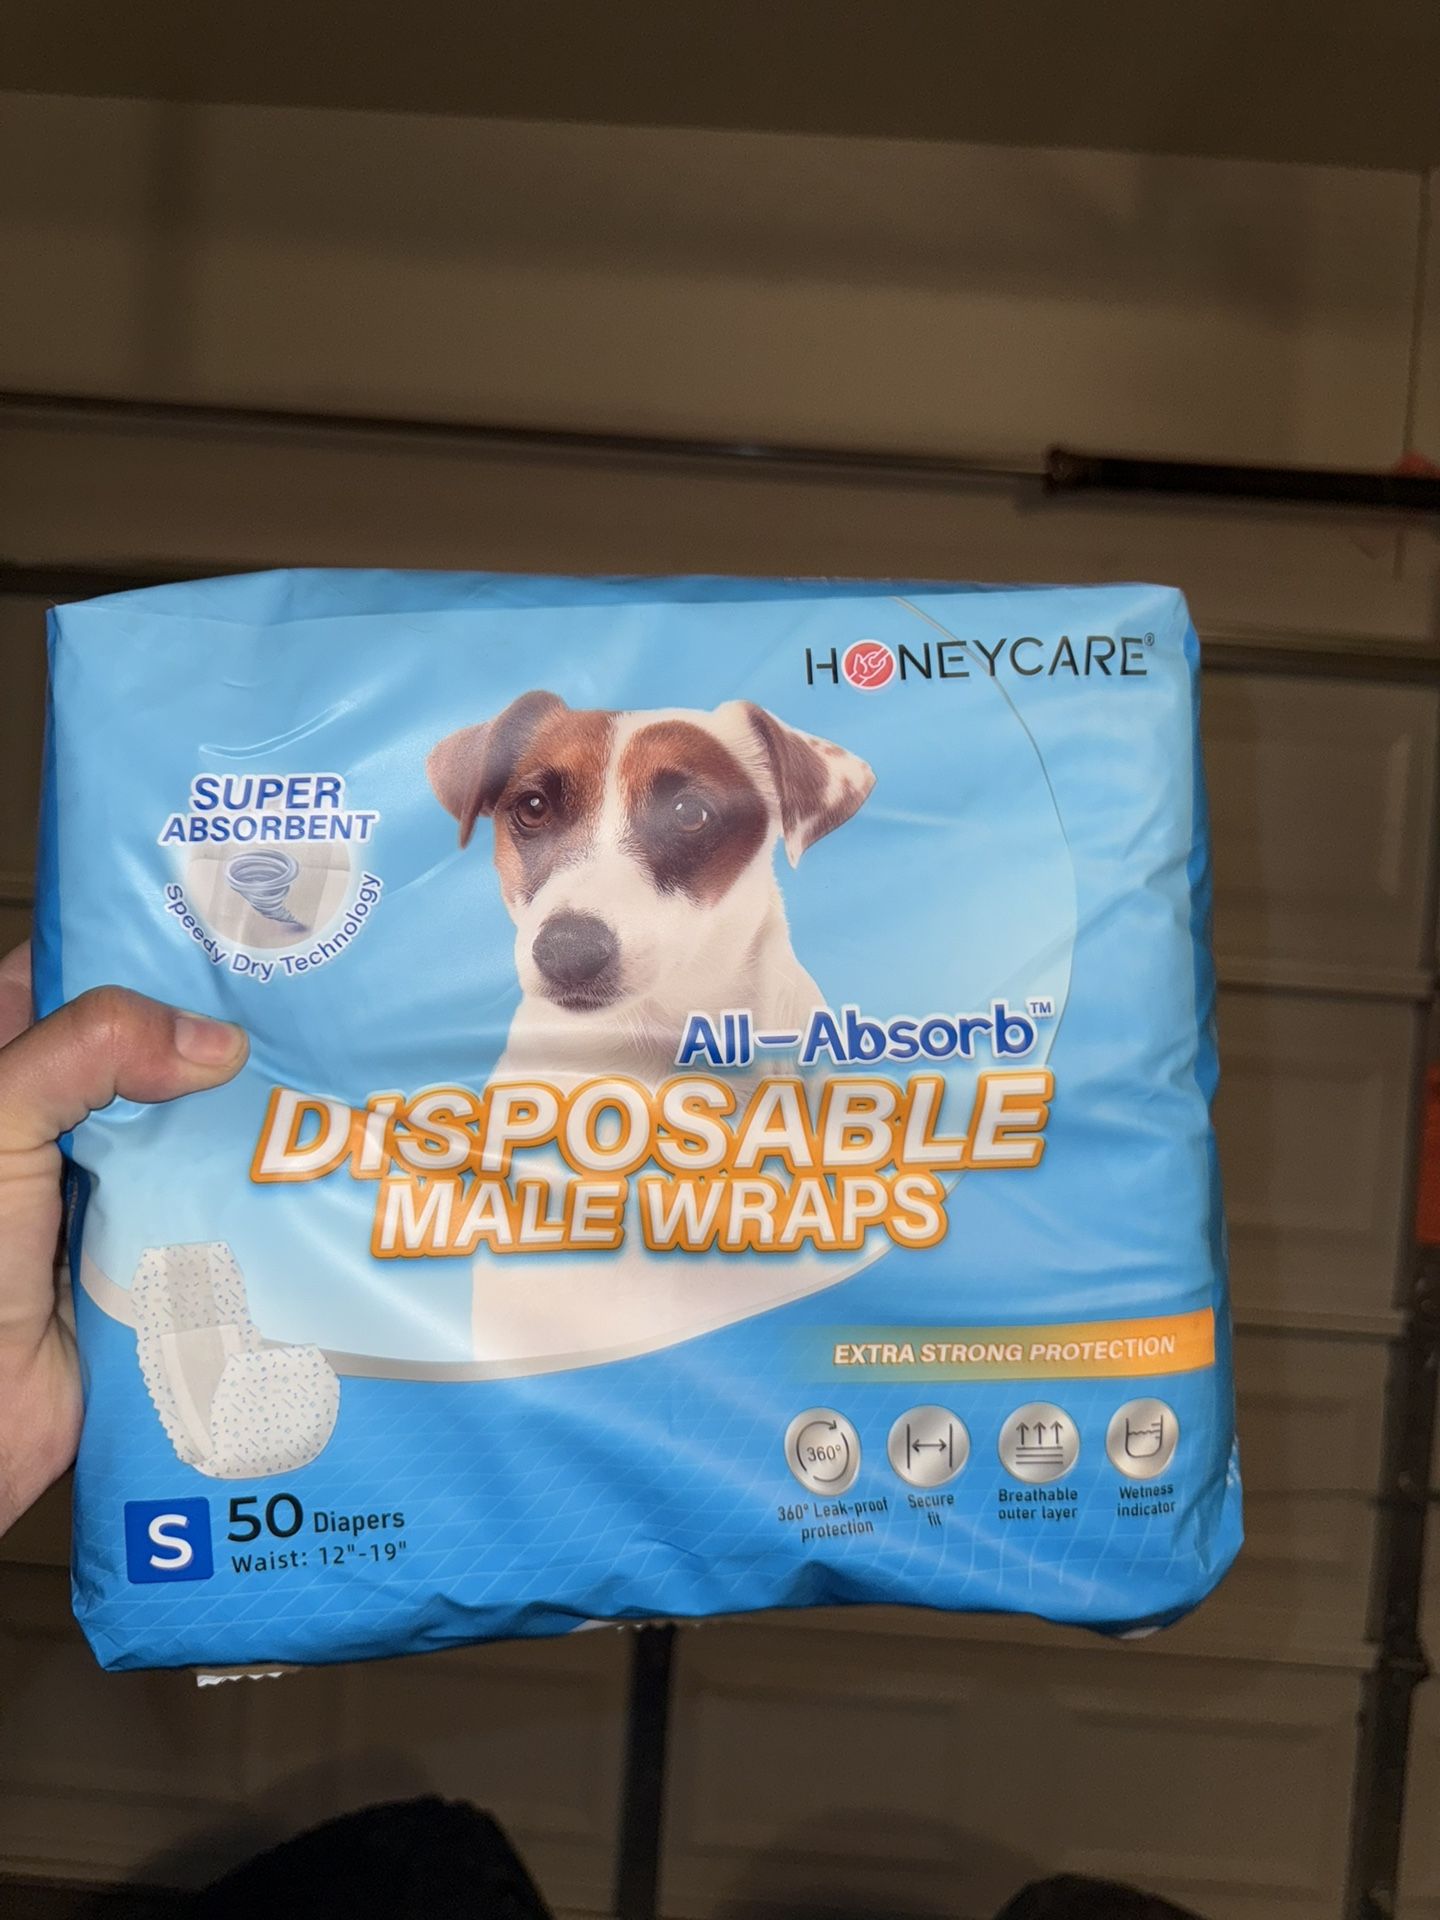 HONEYCARE®
SUPER
ABSORBENT
Speedy Dry Technology
All-Absorb™
DISPOSABLE
MALE WRAPS
EXTRA STRONG PROTECTION
360°
360° Leak-proof
protection
Secure
fit
Breathable
outer layer
Wetness
indicator
S
50 Diapers
Waist: 12"-19"